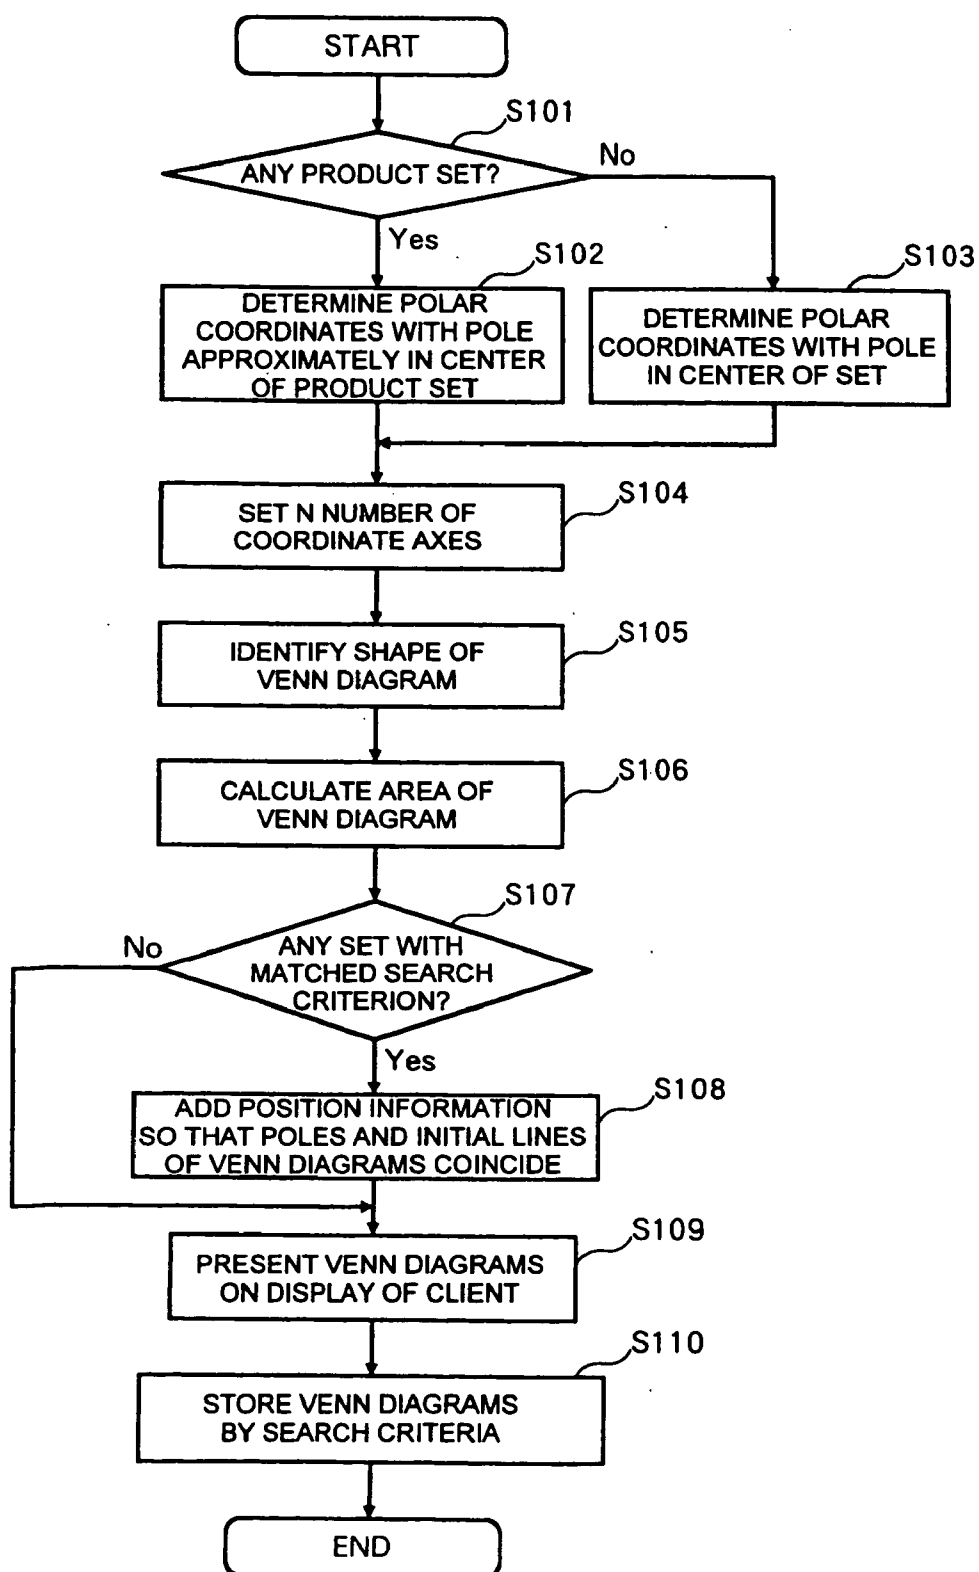 START
S101
ANY PRODUCT SET?
No
Yes
S102
DETERMINE POLAR
COORDINATES WITH POLE
APPROXIMATELY IN CENTER
OF PRODUCT SET
S103
DETERMINE POLAR
COORDINATES WITH POLE
IN CENTER OF SET
S104
SET N NUMBER OF
COORDINATE AXES
S105
IDENTIFY SHAPE OF
VENN DIAGRAM
S106
CALCULATE AREA OF
VENN DIAGRAM
S107
No
ANY SET WITH
MATCHED SEARCH
CRITERION?
Yes
S108
ADD POSITION INFORMATION
SO THAT POLES AND INITIAL LINES
OF VENN DIAGRAMS COINCIDE
S109
PRESENT VENN DIAGRAMS
ON DISPLAY OF CLIENT
S110
STORE VENN DIAGRAMS
BY SEARCH CRITERIA
END